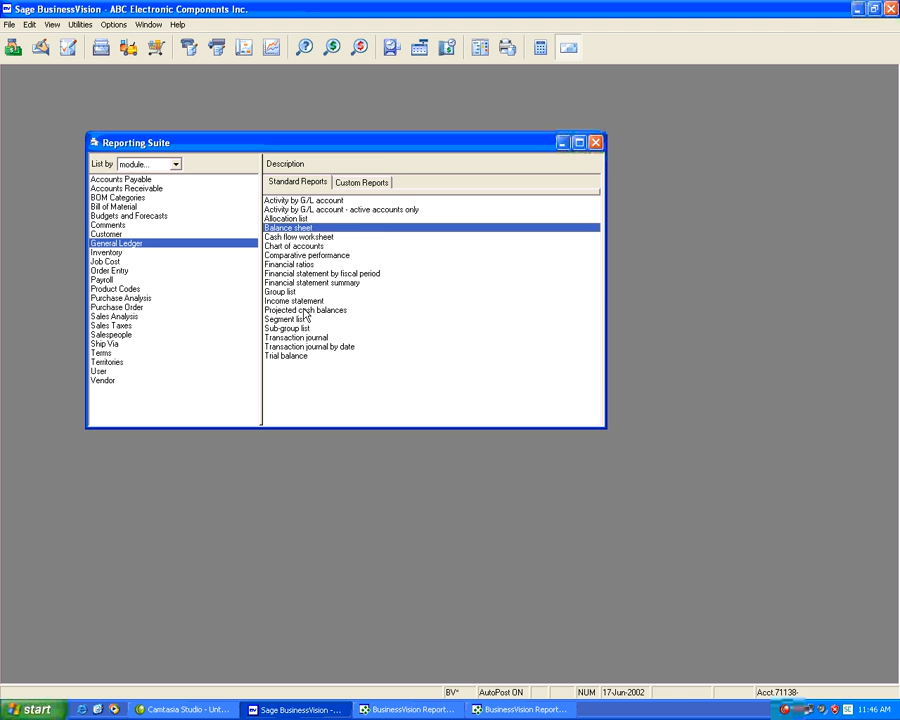 Sage BusinessVision - ABC Electronic Components Inc.
File Edit View Utilities Options Window Help
Reporting Suite
List by module... Description
Standard Reports Custom Reports
Accounts Payable
Accounts Receivable
BOM Categories
Bill of Material
Budgets and Forecasts
Comments
Customer
General Ledger
Inventory
Job Cost
Order Entry
Payroll
Product Codes
Purchase Analysis
Purchase Order
Sales Analysis
Sales Taxes
Salespeople
Ship Via
Terms
Territories
User
Vendor
Activity by G/L account
Activity by G/L account - active accounts only
Allocation list
Balance sheet
Cash flow worksheet
Chart of accounts
Comparative performance
Financial ratios
Financial statement by fiscal period
Financial statement summary
Group list
Income statement
Projected cash balances
Segment list
Sub-group list
Transaction journal
Transaction journal by date
Trial balance
BV* AutoPost ON NUM 17-Jun-2002 Acct.71138-
start Camtasia Studio - Unt... Sage BusinessVision -... BusinessVision Report... BusinessVision Report... SE 11:46 AM